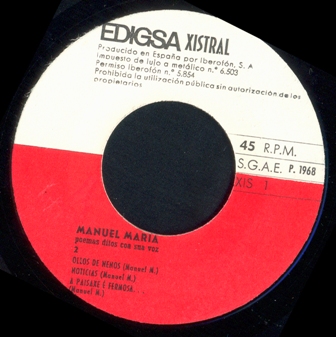 EDIGSA XISTRAL
Producido en España por Iberofón, S. A
Impuesto de lujo a metálico n.º 6.503
Permiso Iberofón n.º 5.854
Prohibida la utilización pública sin autorización de los
propietarios
45 R.P.M.
S.G.A.E. P. 1968
XIS 1
MANUEL MARIA
poemas ditos con sua voz
2
OLLOS DE NENOS (Manuel M.)
NOTICIAS (Manuel M.)
A PAISAXE É FERMOSA.
(Manuel M.)